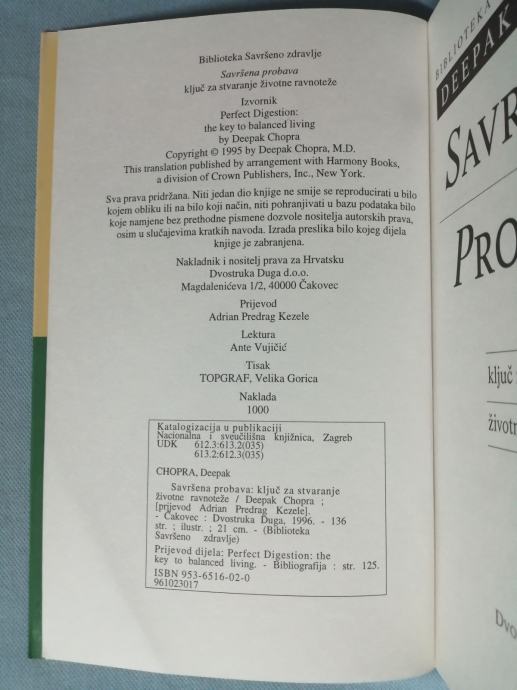 Biblioteka Savršeno zdravlje
Savršena probava
ključ za stvaranje životne ravnoteže
Izvornik
Perfect Digestion:
the key to balanced living
by Deepak Chopra
Copyright © 1995 by Deepak Chopra, M.D.
This translation published by arrangement with Harmony Books,
a division of Crown Publishers, Inc., New York.
Sva prava pridržana. Niti jedan dio knjige ne smije se reproducirati u bilo
kojem obliku ili na bilo koji način, niti pohranjivati u bazu podataka bilo
koje namjene bez prethodne pismene dozvole nositelja autorskih prava,
osim u slučajevima kratkih navoda. Izrada preslika bilo kojeg dijela
knjige je zabranjena.
Nakladnik i nositelj prava za Hrvatsku
Dvostruka Duga d.o.o.
Magdalenićeva 1/2, 40000 Čakovec
Prijevod
Adrian Predrag Kezele
Lektura
Ante Vujičić
Tisak
TOPGRAF, Velika Gorica
Naklada
1000
Katalogizacija u publikaciji
Nacionalna i sveučilišna knjižnica, Zagreb
UDK 612.3:613.2(035)
613.2:612.3(035)
CHOPRA, Deepak
Savršena probava: ključ za stvaranje
životne ravnoteže / Deepak Chopra ;
[prijevod Adrian Predrag Kezele].
- Čakovec : Dvostruka Duga, 1996. - 136
str. ; ilustr. ; 21 cm. - (Biblioteka
Savršeno zdravlje)
Prijevod djela: Perfect Digestion: the
key to balanced living. - Bibliografija : str. 125.
ISBN 953-6516-02-0
961023017
BIBLIOTEKA
DEEPAK
SAVR
PRO
ključ
životn
Dvo